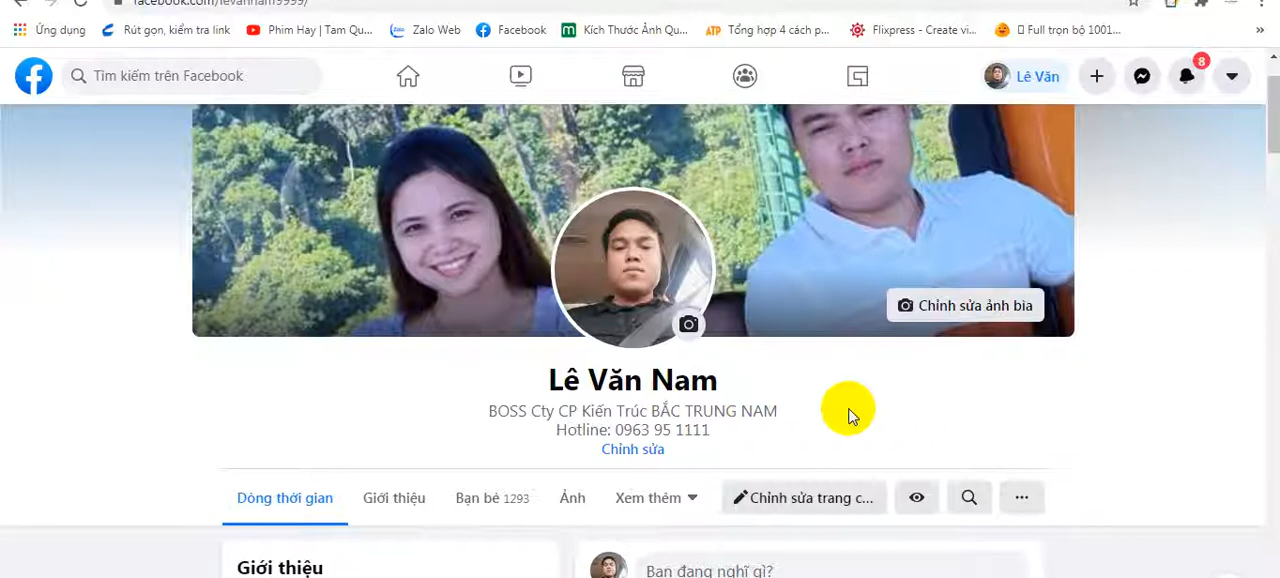 facebook.com/levannam9999/
Ứng dụng Rút gọn, kiểm tra link Phim Hay | Tam Qu... Zalo Web Facebook Kích Thước Ảnh Qu... ATP Tổng hợp 4 cách p... Flixpress - Create vi... Full trọn bộ 1001... »
Tìm kiếm trên Facebook Lê Văn 8
Chỉnh sửa ảnh bìa
Lê Văn Nam
BOSS Cty CP Kiến Trúc BẮC TRUNG NAM
Hotline: 0963 95 1111
Chỉnh sửa
Dòng thời gian Giới thiệu Bạn bè 1293 Ảnh Xem thêm Chỉnh sửa trang c...
Giới thiệu Bạn đang nghĩ gì?